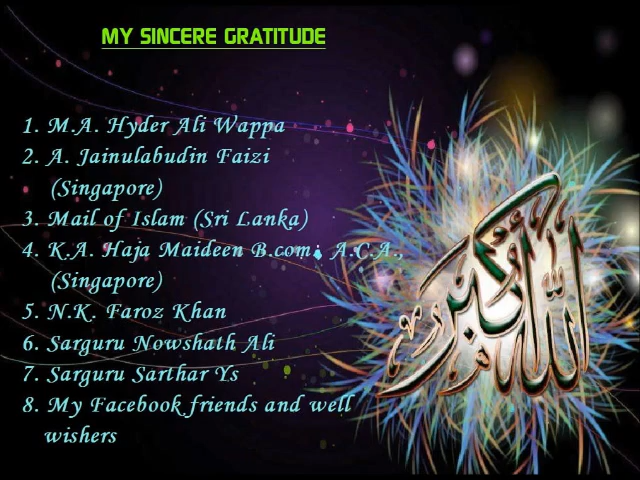 MY SINCERE GRATITUDE
1. M.A. Hyder Ali Wappa
2. A. Jainulabudin Faizi
(Singapore)
3. Mail of Islam (Sri Lanka)
4. K.A. Haja Maideen B.com., A.C.A.,
(Singapore)
5. N.K. Faroz Khan
6. Sarguru Nowshath Ali
7. Sarguru Sarthar Ys
8. My Facebook friends and well
wishers
الله أكبر